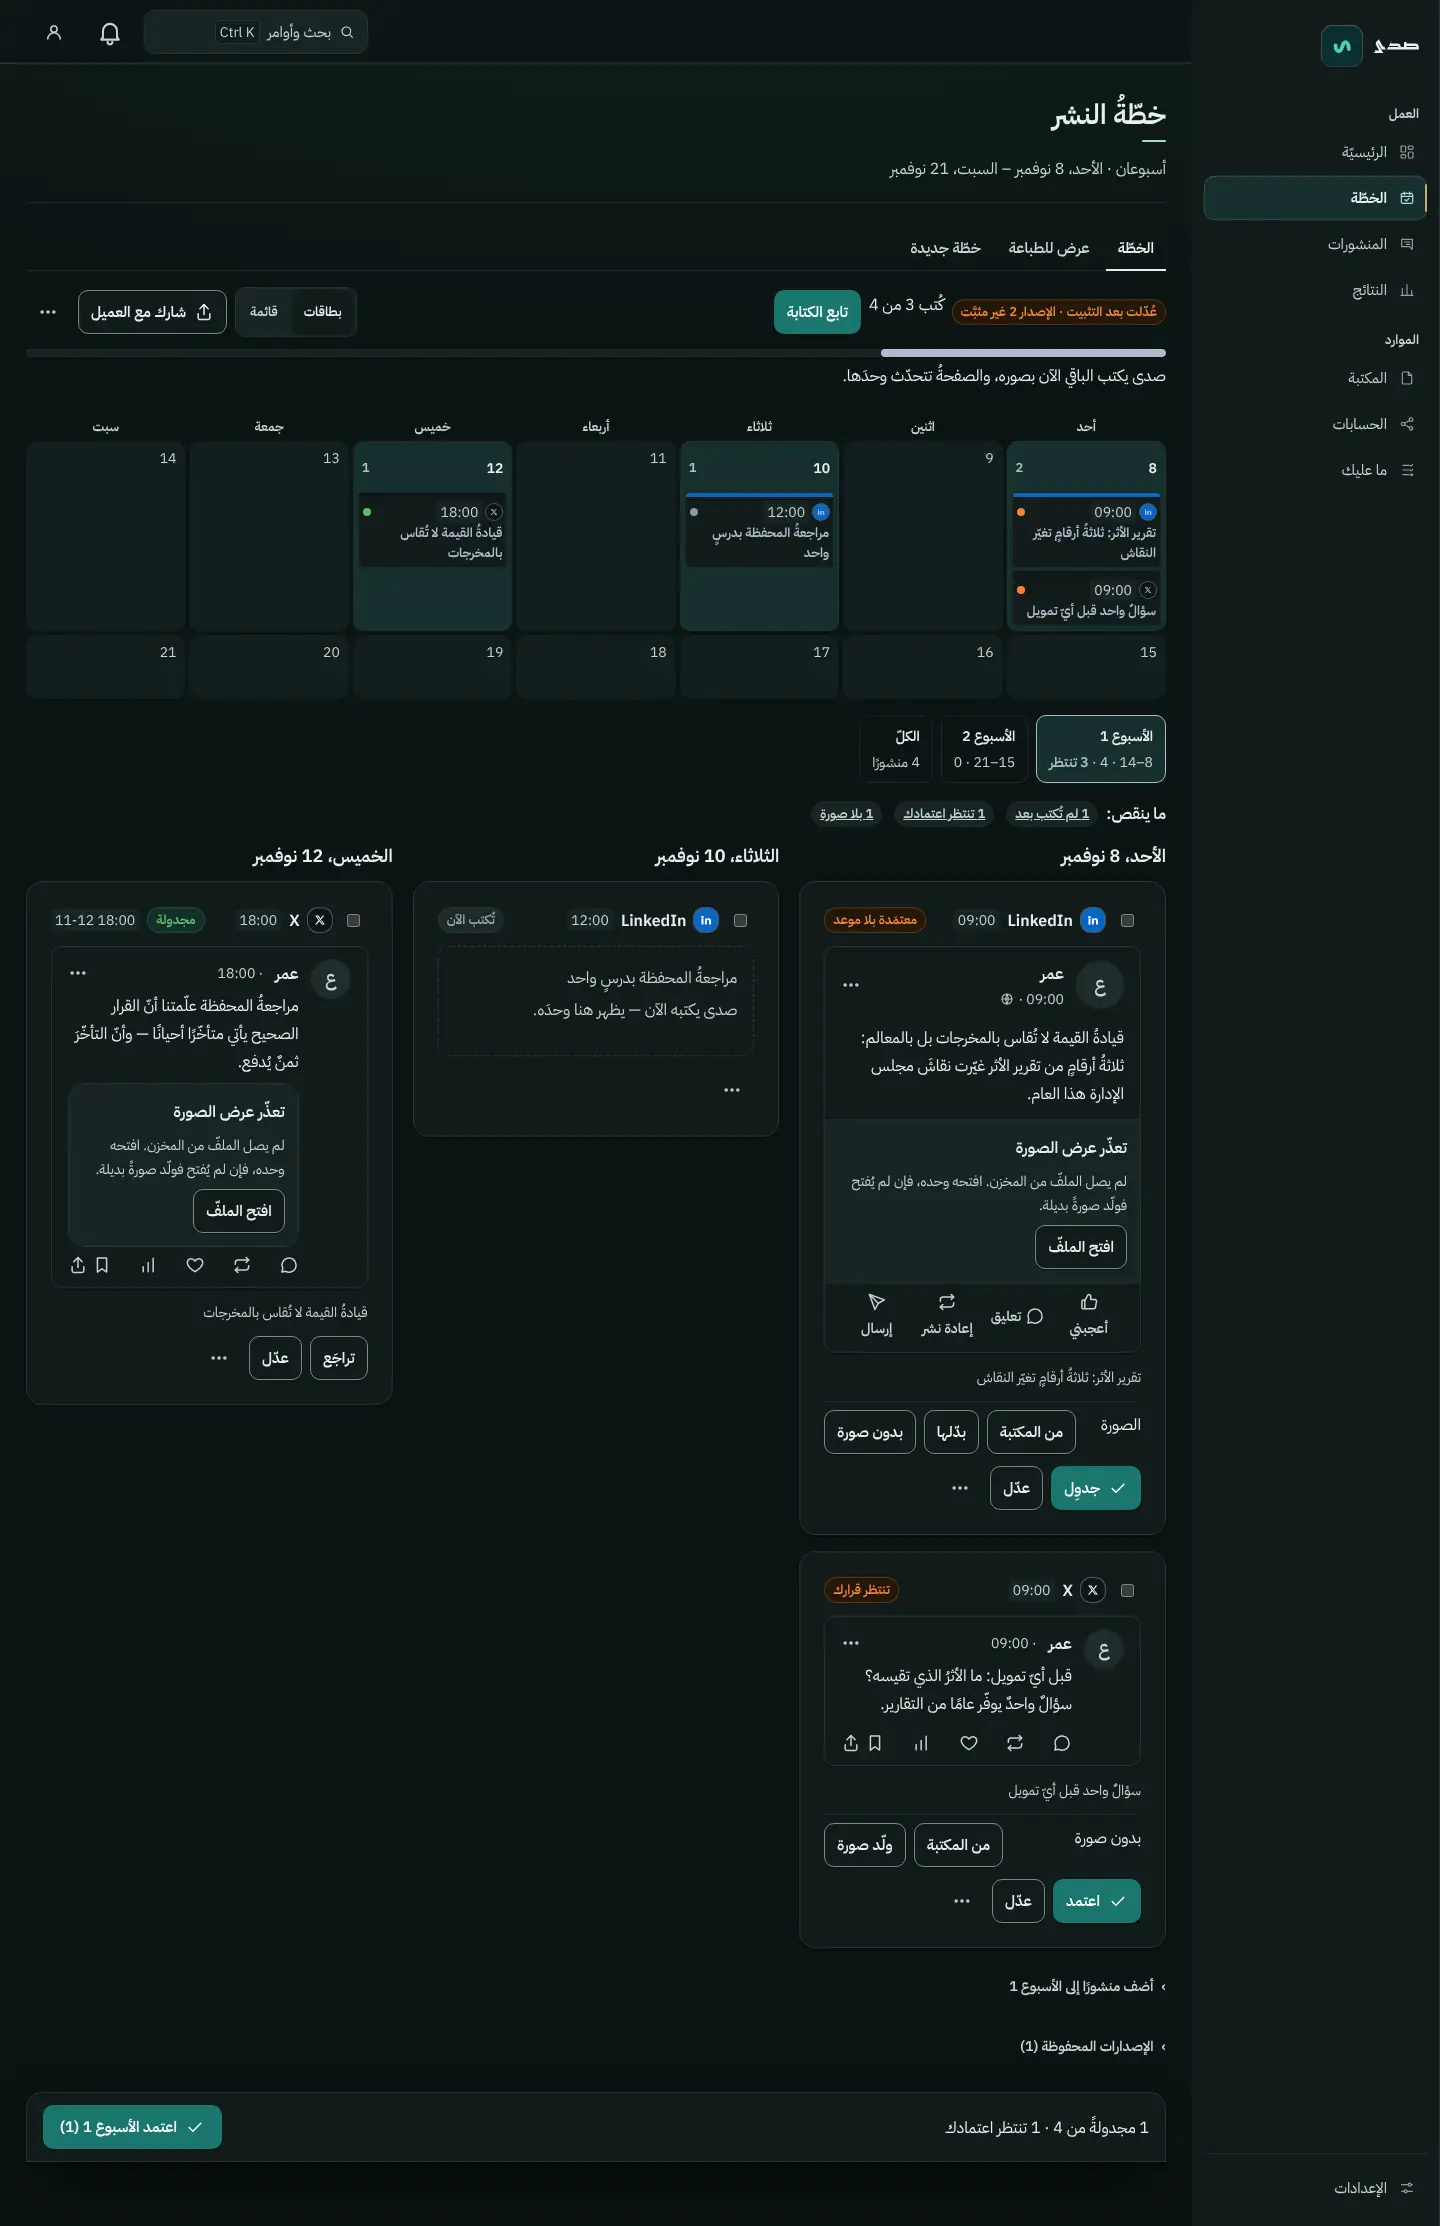 صدى
العمل
الرئيسيّة
الخطّة
المنشورات
النتائج
الموارد
المكتبة
الحسابات
ما عليك
الإعدادات
بحث وأوامر Ctrl K
خطّةُ النشر
أسبوعان · الأحد، 8 نوفمبر – السبت، 21 نوفمبر
الخطّة عرض للطباعة خطّة جديدة
عُدّلت بعد التثبيت · الإصدار 2 غير مثبَّت كُتب 3 من 4 تابع الكتابة بطاقات قائمة شارك مع العميل
صدى يكتب الباقي الآن بصوره، والصفحةُ تتحدّث وحدَها.
أحد اثنين ثلاثاء أربعاء خميس جمعة سبت
8 2 9 10 1 11 12 1 13 14
in 09:00
تقرير الأثر: ثلاثةُ أرقامٍ تغيّر
النقاش
X 09:00
سؤالٌ واحد قبل أيّ تمويل
in 12:00
مراجعةُ المحفظة بدرسٍ
واحد
X 18:00
قيادةُ القيمة لا تُقاس
بالمخرجات
15 16 17 18 19 20 21
الأسبوع 1
8–14 · 4 · 3 تنتظر
الأسبوع 2
15–21 · 0
الكلّ
4 منشورًا
ما ينقص: 1 لم تُكتب بعد 1 تنتظر اعتمادك 1 بلا صورة
الأحد، 8 نوفمبر
in LinkedIn 09:00 معتمَدة بلا موعد
ع
عمر
09:00 ·
قيادةُ القيمة لا تُقاس بالمخرجات بل بالمعالم:
ثلاثةُ أرقامٍ من تقرير الأثر غيّرت نقاشَ مجلس
الإدارة هذا العام.
تعذّر عرض الصورة
لم يصل الملفّ من المخزن. افتحه وحده، فإن لم يُفتح
فولّد صورةً بديلة.
افتح الملفّ
أعجبني تعليق إعادة نشر إرسال
تقرير الأثر: ثلاثةُ أرقامٍ تغيّر النقاش
الصورة من المكتبة بدّلها بدون صورة
جدوِل عدّل
X X 09:00 تنتظر قرارك
ع
عمر · 09:00
قبل أيّ تمويل: ما الأثرُ الذي تقيسه؟
سؤالٌ واحدٌ يوفّر عامًا من التقارير.
سؤالٌ واحد قبل أيّ تمويل
بدون صورة من المكتبة ولّد صورة
اعتمد عدّل
الثلاثاء، 10 نوفمبر
in LinkedIn 12:00 تُكتب الآن
مراجعةُ المحفظة بدرسٍ واحد
صدى يكتبه الآن — يظهر هنا وحدَه.
الخميس، 12 نوفمبر
X X 18:00 مجدولة 11-12 18:00
ع
عمر · 18:00
مراجعةُ المحفظة علّمتنا أنّ القرار
الصحيح يأتي متأخّرًا أحيانًا — وأنّ التأخّرَ
ثمنٌ يُدفع.
تعذّر عرض الصورة
لم يصل الملفّ من المخزن. افتحه
وحده، فإن لم يُفتح فولّد صورةً بديلة.
افتح الملفّ
قيادةُ القيمة لا تُقاس بالمخرجات
تراجَع عدّل
أضف منشورًا إلى الأسبوع 1
الإصدارات المحفوظة (1)
1 مجدولةً من 4 · 1 تنتظر اعتمادك
اعتمد الأسبوع 1 (1)